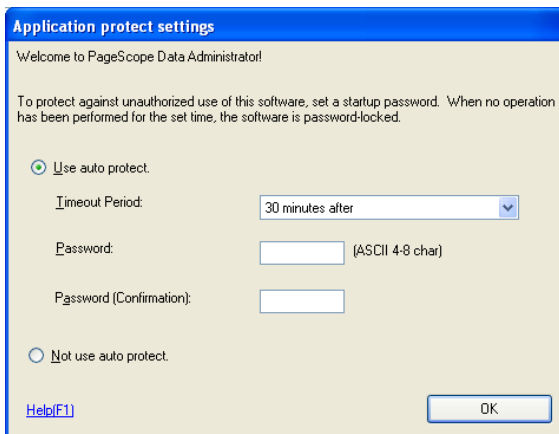 Application protect settings
Welcome to PageScope Data Administrator!
To protect against unauthorized use of this software, set a startup password. When no operation
has been performed for the set time, the software is password-locked.
Use auto protect.
Timeout Period: 30 minutes after
Password: (ASCII 4-8 char)
Password (Confirmation):
Not use auto protect.
Help(F1) OK